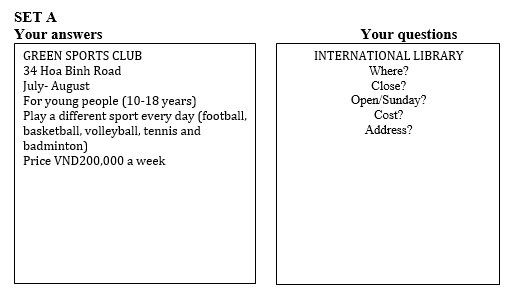 SET A
Your answers
GREEN SPORTS CLUB
34 Hoa Binh Road
July- August
For young people (10-18 years)
Play a different sport every day (football,
basketball, volleyball, tennis and
badminton)
Price VND200,000 a week
Your questions
INTERNATIONAL LIBRARY
Where?
Close?
Open/Sunday?
Cost?
Address?